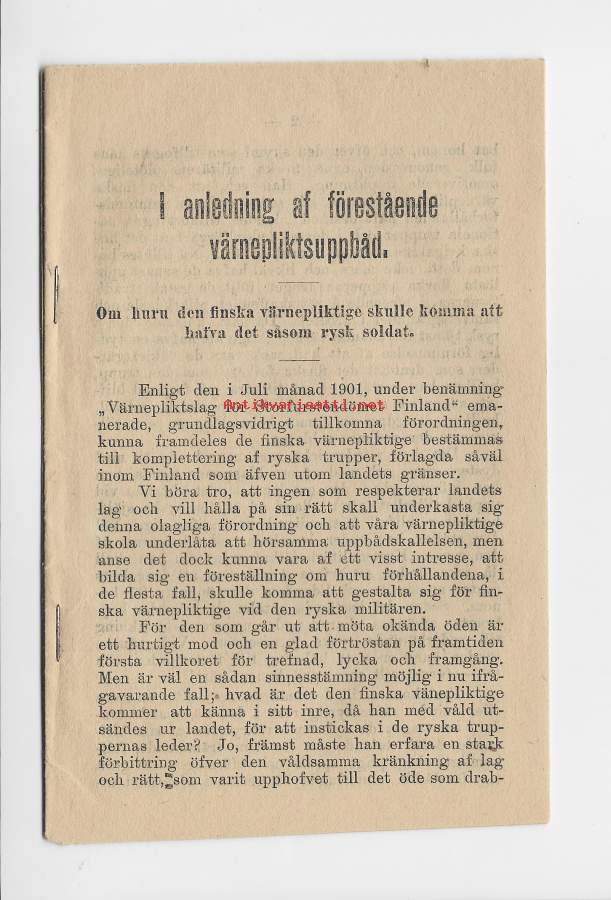 I anledning af förestående
värnepliktsuppbåd.
Om huru den finska värnepliktige skulle komma att
hafva det såsom rysk soldat.
Enligt den i Juli månad 1901, under benämning
„Värnepliktslag för Storfurstendömet Finland“ ema-
Antikvariaatti.net
nerade, grundlagsvidrigt tillkomna förordningen,
kunna framdeles de finska värnepliktige bestämmas
till komplettering af ryska trupper, förlagda såväl
inom Finland som äfven utom landets gränser.
Vi böra tro, att ingen som respekterar landets
lag och vill hålla på sin rätt skall underkasta sig
denna olagliga förordning och att våra värnepliktige
skola underlåta att hörsamma uppbådskallelsen, men
anse det dock kunna vara af ett visst intresse, att
bilda sig en föreställning om huru förhållandena, i
de flesta fall, skulle komma att gestalta sig för fin-
ska värnepliktige vid den ryska militären.
För den som går ut att möta okända öden är
ett hurtigt mod och en glad förtröstan på framtiden
första villkoret för trefnad, lycka och framgång.
Men är väl en sådan sinnesstämning möjlig i nu ifrå-
gavarande fall; hvad är det den finska vänepliktige
kommer att känna i sitt inre, då han med våld ut-
sändes ur landet, för att instickas i de ryska trup-
pernas leder? Jo, främst måste han erfara en stark
förbittring öfver den våldsamma kränkning af lag
och rätt, som varit upphofvet till det öde som drab-